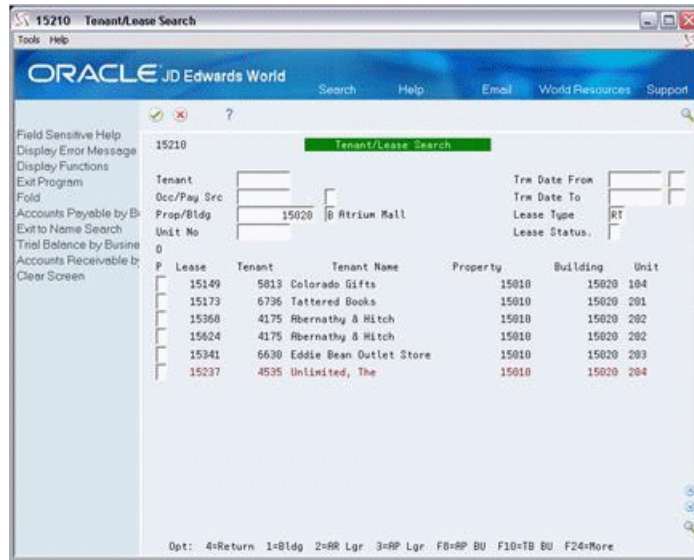 15210 Tenant/Lease Search
Tools Help
ORACLE JD Edwards World
Search Help Email World Resources Support
?
Field Sensitive Help
Display Error Message
Display Functions
Exit Program
Fold
Accounts Payable by B
Exit to Name Search
Trial Balance by Busine
Accounts Receivable b
Clear Screen
15210 Tenant/Lease Search
Tenant Trm Date From
Occ/Pay Src Trm Date To
Prop/Bldg 15020 B Atrium Mall Lease Type RT
Unit No Lease Status.
O
P Lease Tenant Tenant Name Property Building Unit
15149 5813 Colorado Gifts 15010 15020 104
15173 6736 Tattered Books 15010 15020 201
15368 4175 Abernathy & Hitch 15010 15020 202
15624 4175 Abernathy & Hitch 15010 15020 202
15341 6630 Eddie Bean Outlet Store 15010 15020 203
15237 4535 Unlimited, The 15010 15020 204
Opt: 4=Return 1=Bldg 2=AR Lgr 3=AP Lgr F8=AP BU F10=TB BU F24=More